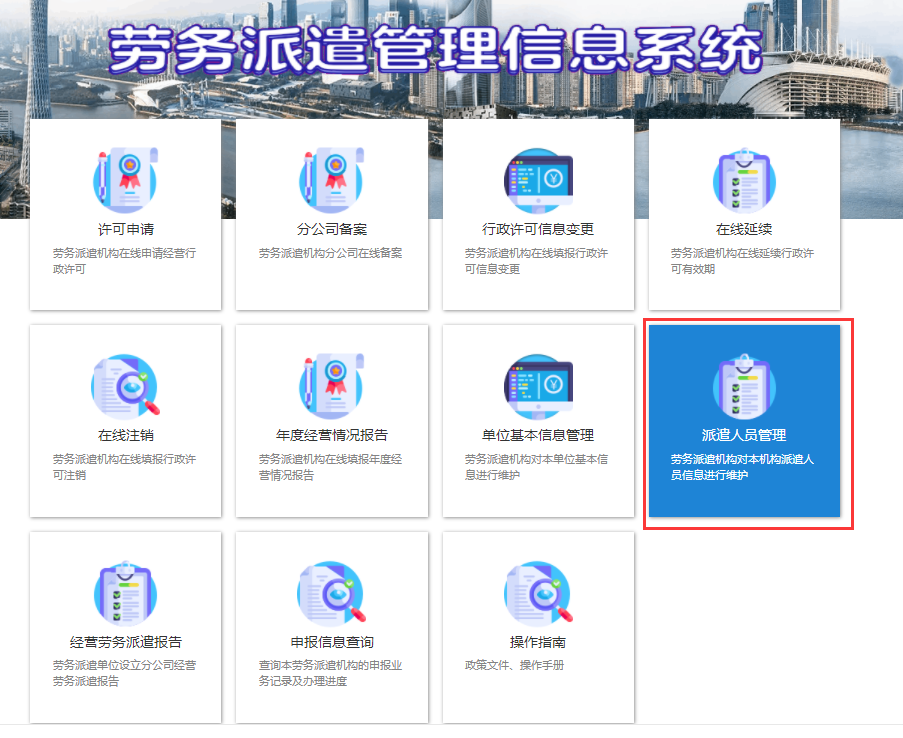 劳务派遣管理信息系统
许可申请
劳务派遣机构在线申请经营行
政许可
分公司备案
劳务派遣机构分公司在线备案
行政许可信息变更
劳务派遣机构在线填报行政许
可信息变更
在线延续
劳务派遣机构在线延续行政许
可有效期
在线注销
劳务派遣机构在线填报行政许
可注销
年度经营情况报告
劳务派遣机构在线填报年度经
营情况报告
单位基本信息管理
劳务派遣机构对本单位基本信
息进行维护
派遣人员管理
劳务派遣机构对本机构派遣人
员信息进行维护
经营劳务派遣报告
劳务派遣单位设立分公司经营
劳务派遣报告
申报信息查询
查询本劳务派遣机构的申报业
务记录及办理进度
操作指南
政策文件、操作手册